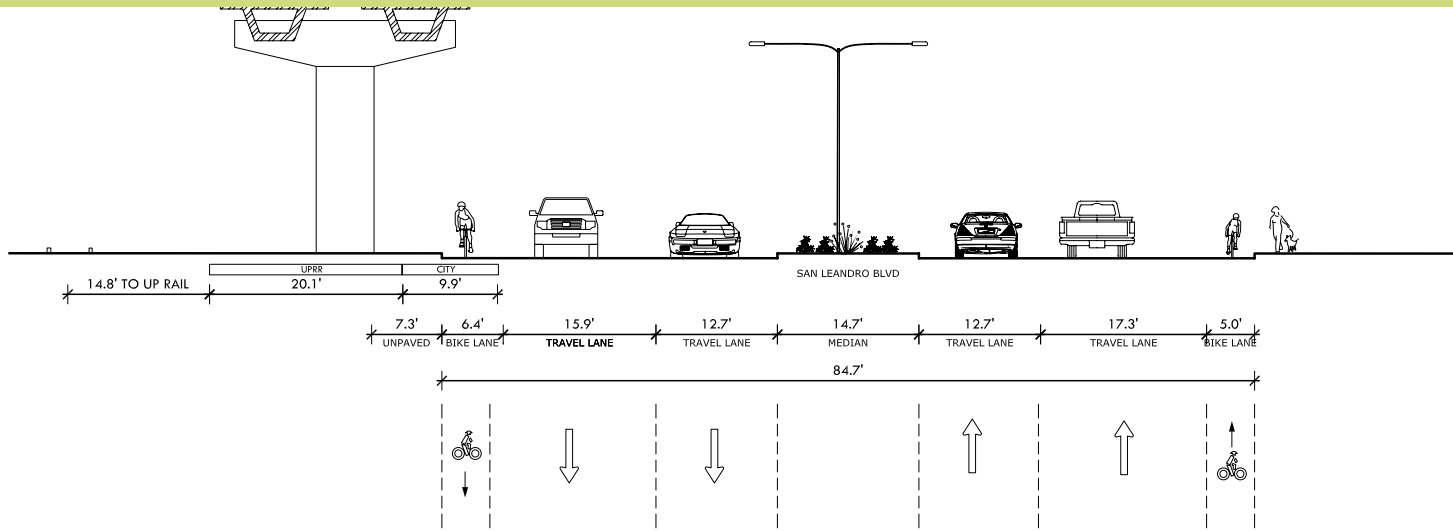 UPRR CITY
SAN LEANDRO BLVD
14.8' TO UP RAIL 20.1' 9.9'
7.3' 6.4' 15.9' 12.7' 14.7' 12.7' 17.3' 5.0'
UNPAVED BIKE LANE TRAVEL LANE TRAVEL LANE MEDIAN TRAVEL LANE TRAVEL LANE BIKE LANE
84.7'